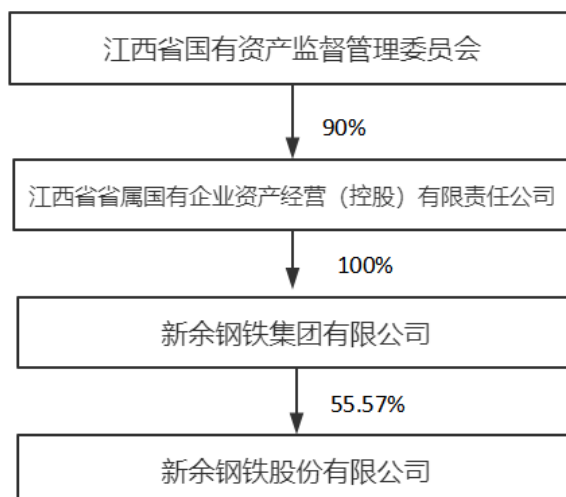 江西省国有资产监督管理委员会
90%
江西省省属国有企业资产经营（控股）有限责任公司
100%
新余钢铁集团有限公司
55.57%
新余钢铁股份有限公司